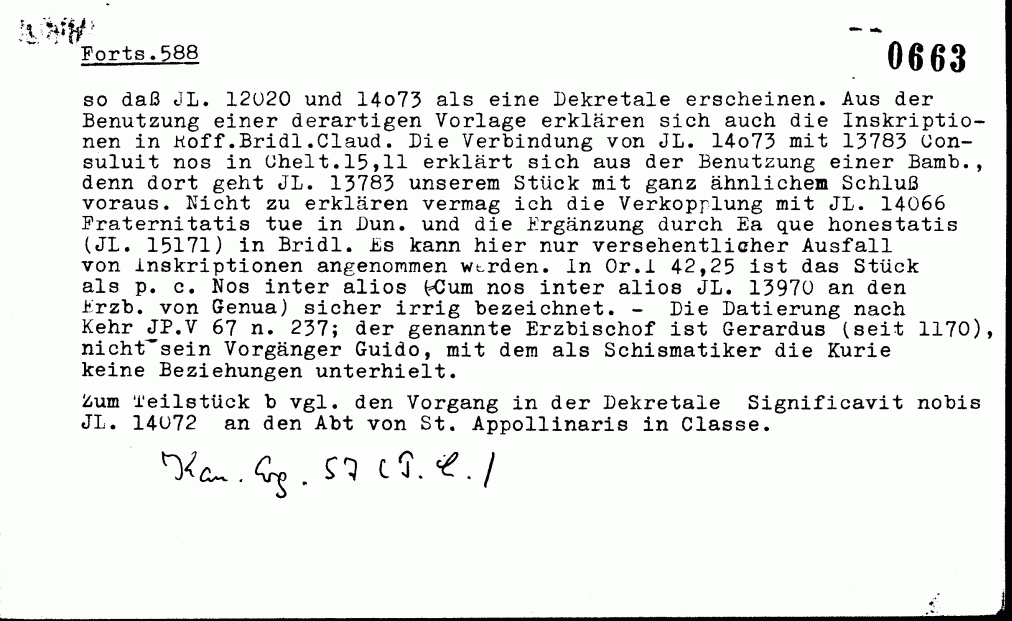 Forts.588
0663
so daß JL. 12020 und 14o73 als eine Dekretale erscheinen. Aus der
Benutzung einer derartigen Vorlage erklären sich auch die Inskriptio-
nen in Roff.Bridl.Claud. Die Verbindung von JL. 14o73 mit 13783 Con-
suluit nos in Chelt.15,11 erklärt sich aus der Benutzung einer Bamb.,
denn dort geht JL. 13783 unserem Stück mit ganz ähnlichem Schluß
voraus. Nicht zu erklären vermag ich die Verkopplung mit JL. 14066
Fraternitatis tue in Dun. und die Ergänzung durch Ea que honestatis
(JL. 15171) in Bridl. Es kann hier nur versehentlicher Ausfall
von Inskriptionen angenommen werden. In Or.I 42,25 ist das Stück
als p. c. Nos inter alios (Cum nos inter alios JL. 13970 an den
Erzb. von Genua) sicher irrig bezeichnet. - Die Datierung nach
Kehr JP.V 67 n. 237; der genannte Erzbischof ist Gerardus (seit 1170),
nicht sein Vorgänger Guido, mit dem als Schismatiker die Kurie
keine Beziehungen unterhielt.
Zum Teilstück b vgl. den Vorgang in der Dekretale Significavit nobis
JL. 14072 an den Abt von St. Appollinaris in Classe.
Kan. Erg. 57 (T. C.)